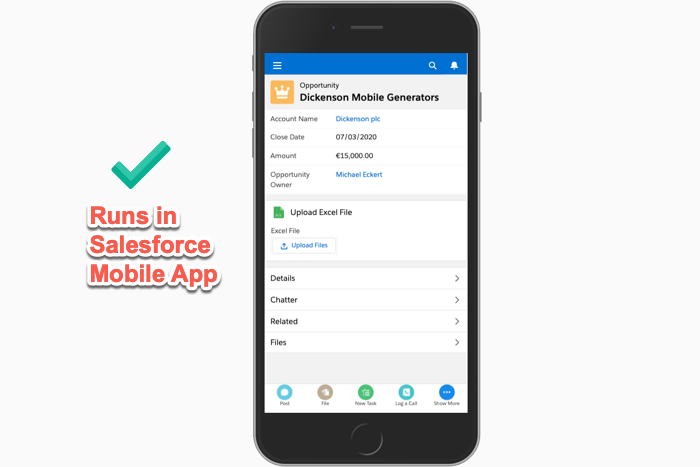 Runs in
Salesforce
Mobile App
Opportunity
Dickenson Mobile Generators
Account Name Dickenson plc
Close Date 07/03/2020
Amount €15,000.00
Opportunity Owner Michael Eckert
Upload Excel File
Excel File
Upload Files
Details
Chatter
Related
Files
Post File New Task Log a Call Show More